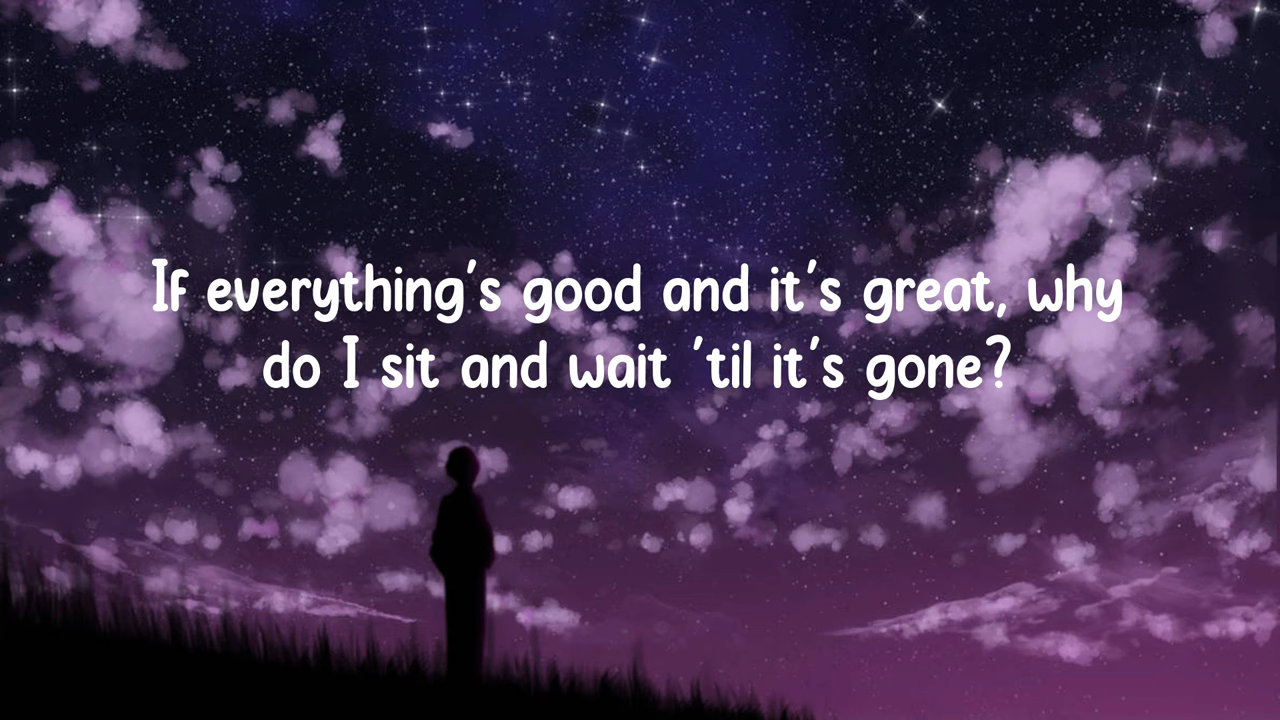 If everything's good and it's great, why
do I sit and wait 'til it's gone?